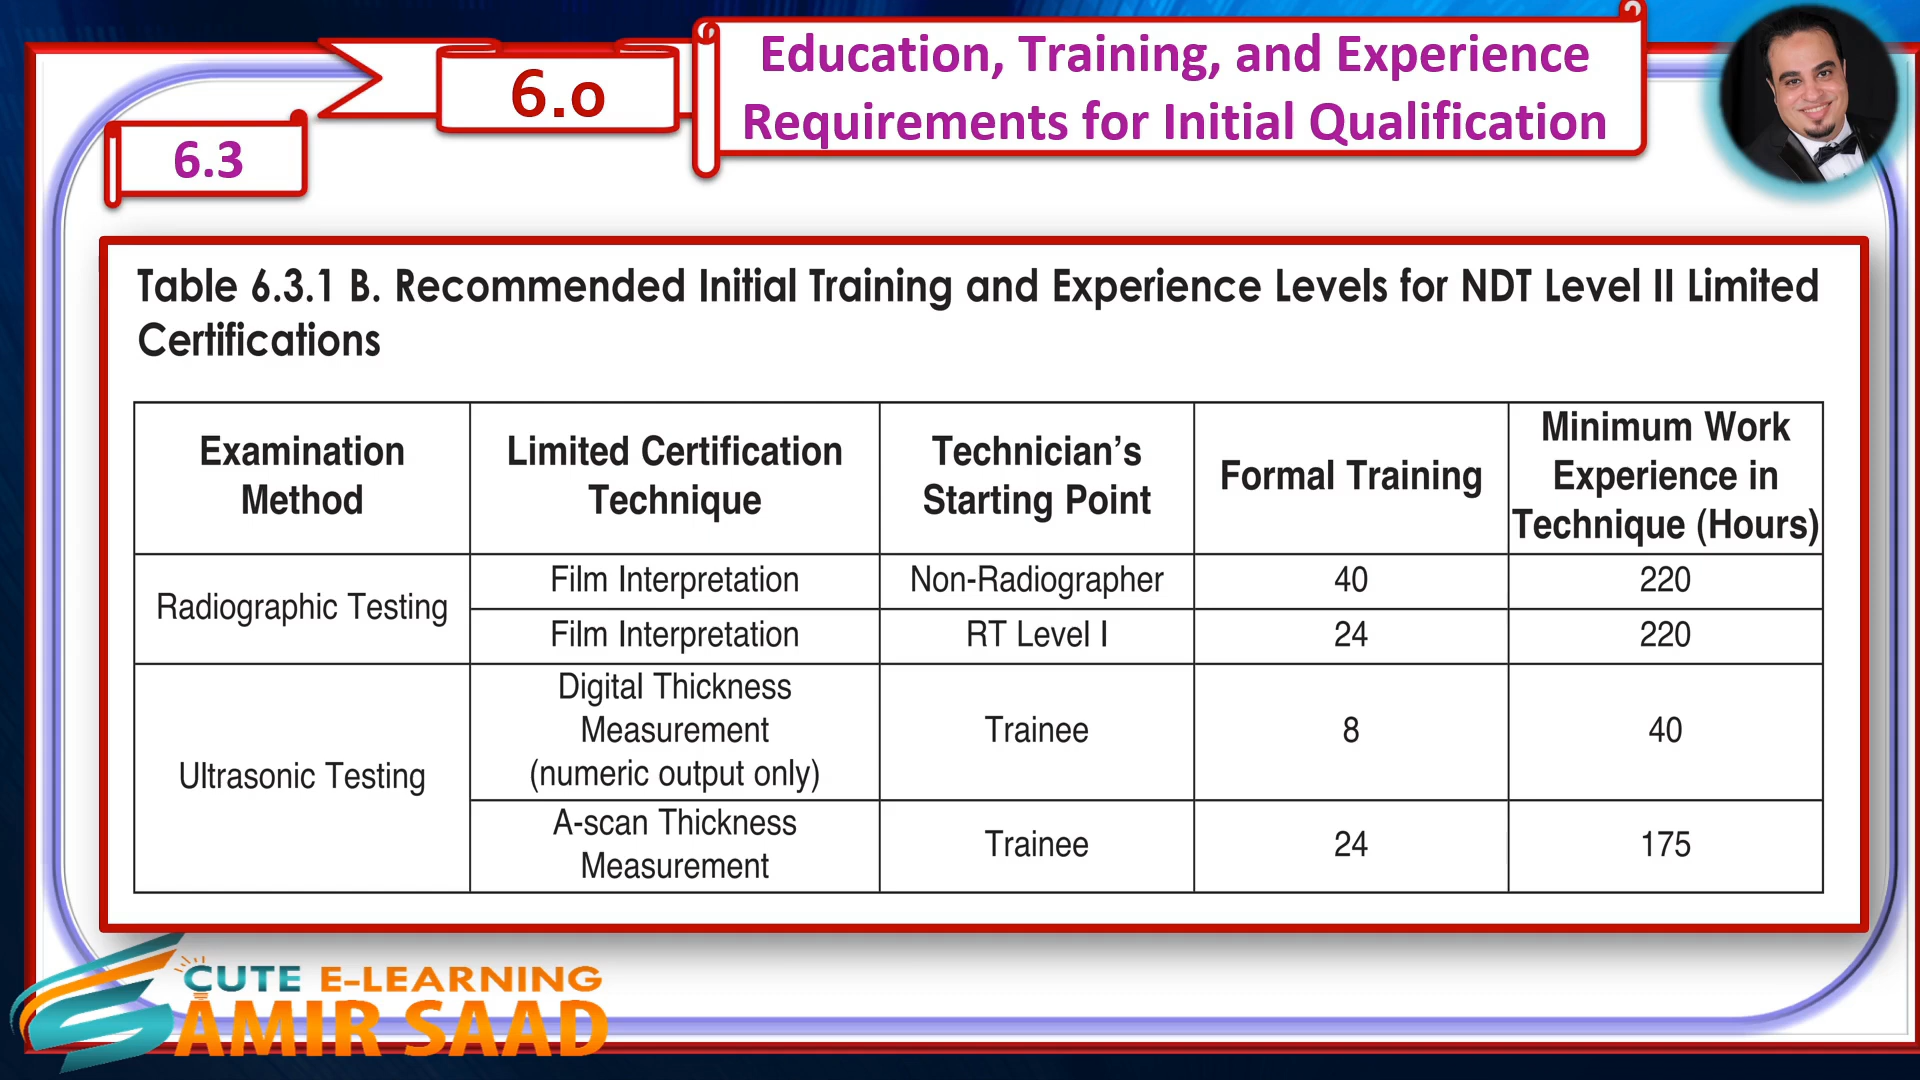 Education, Training, and Experience
Requirements for Initial Qualification
6.0
6.3
Table 6.3.1 B. Recommended Initial Training and Experience Levels for NDT Level II Limited
Certifications
Examination
Method
Limited Certification
Technique
Technician's
Starting Point
Formal Training
Minimum Work
Experience in
Technique (Hours)
Radiographic Testing
Film Interpretation
Non-Radiographer
40
220
Film Interpretation
RT Level I
24
220
Ultrasonic Testing
Digital Thickness
Measurement
(numeric output only)
Trainee
8
40
A-scan Thickness
Measurement
Trainee
24
175
CUTE E-LEARNING
AMIR SAAD